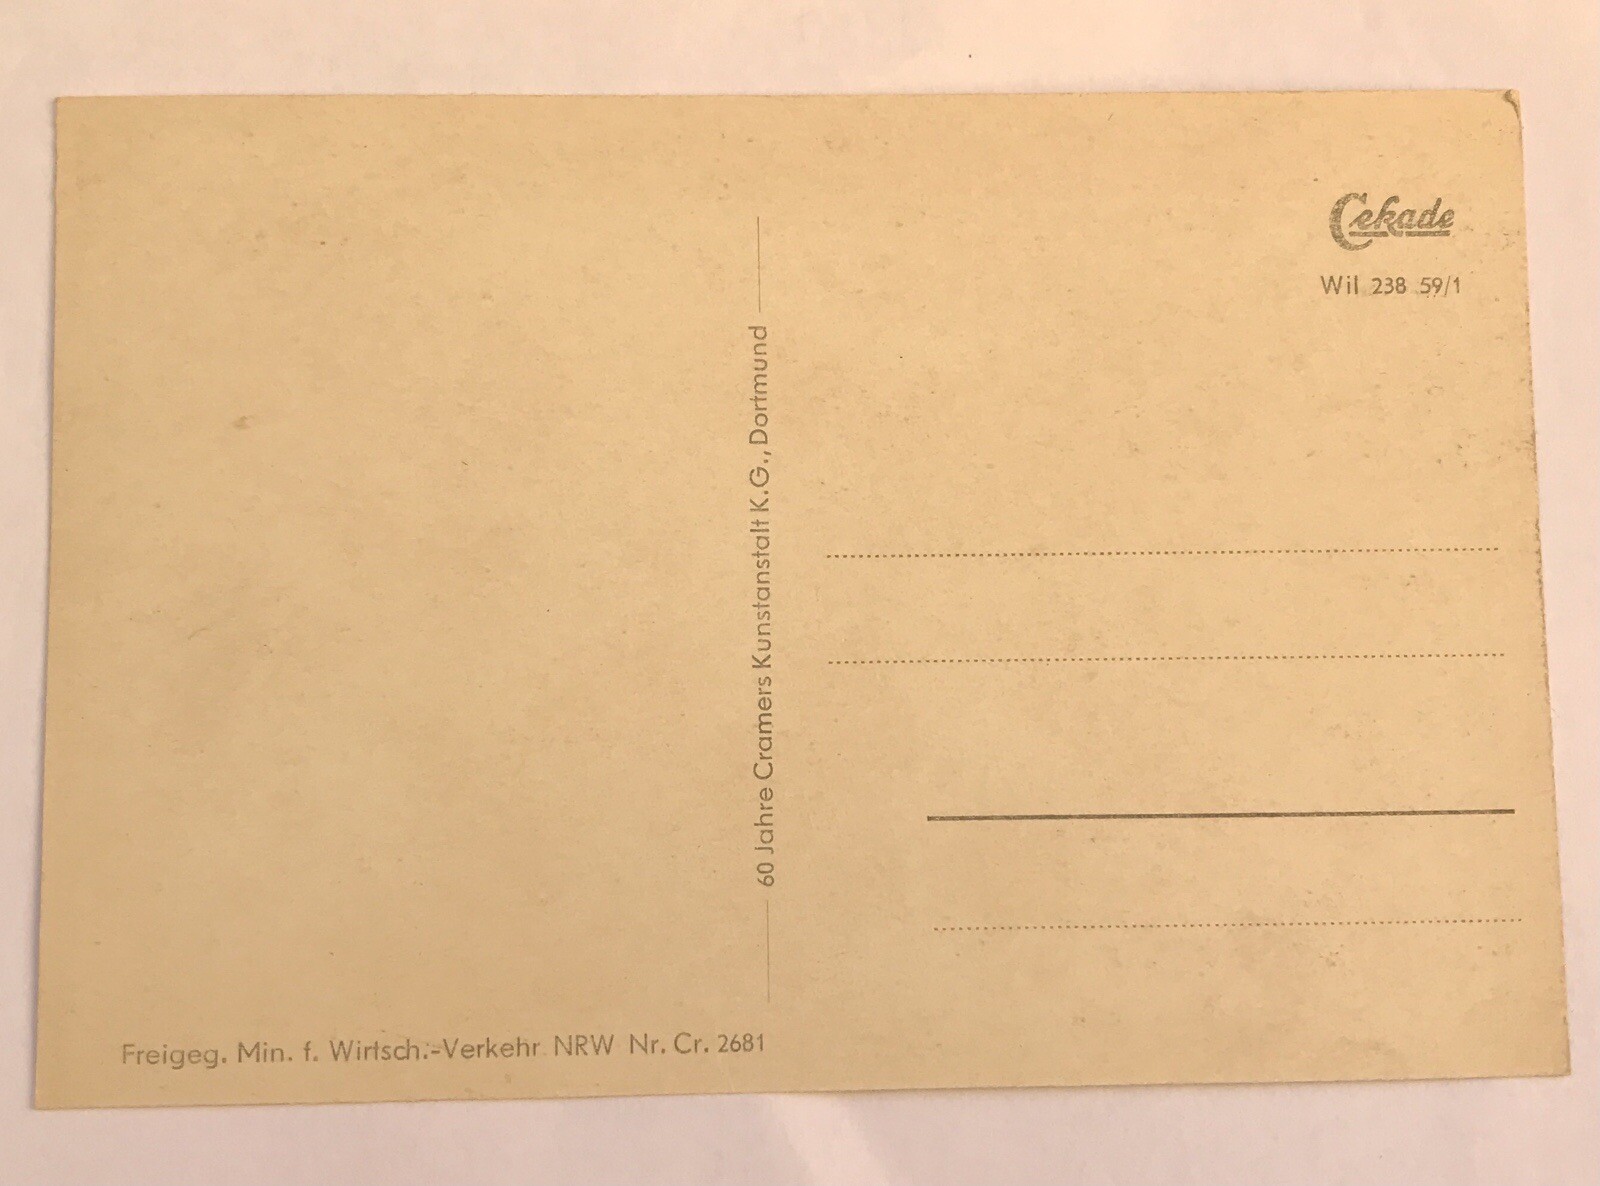 Cekade
Wil 238 59/1
60 Jahre Cramers Kunstanstalt K.G., Dortmund
Freigeg. Min. f. Wirtsch.-Verkehr NRW Nr. Cr. 2681